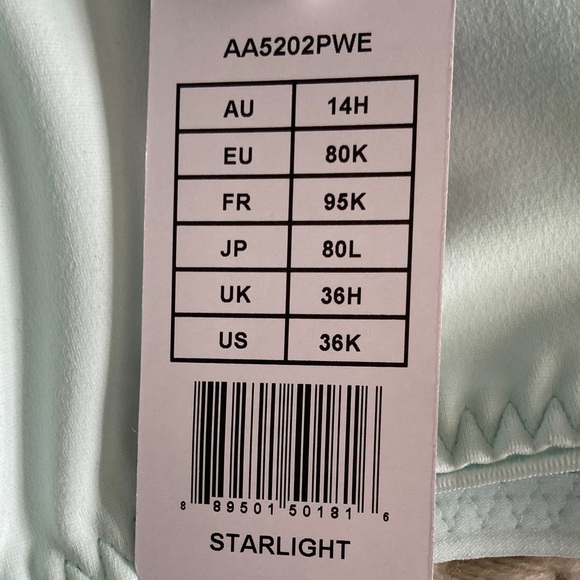 AA5202PWE
AU 14H
EU 80K
FR 95K
JP 80L
UK 36H
US 36K
8 89501 50181 6
STARLIGHT